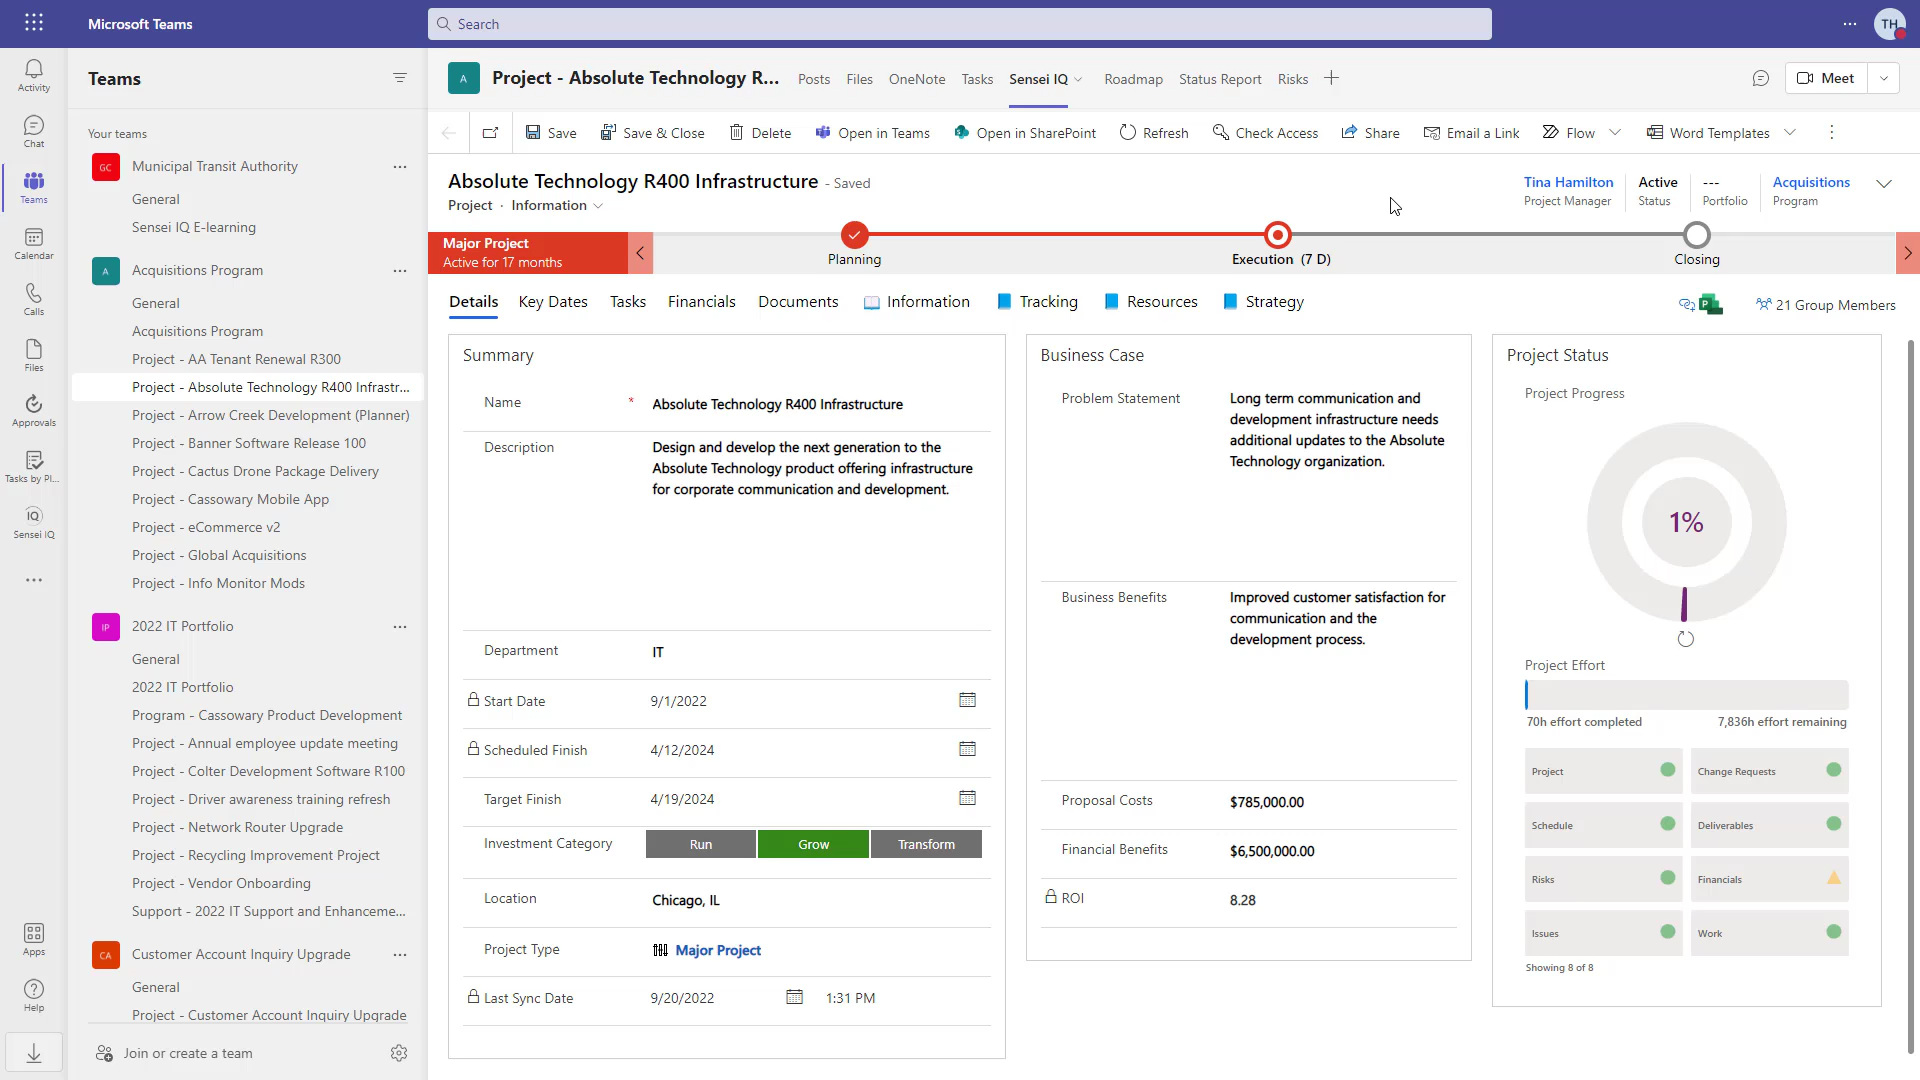 Microsoft Teams
Search
TH
Activity
Chat
Teams
Calendar
Calls
Files
Approvals
Tasks by Pl...
IQ
Sensei IQ
Apps
Help
Teams
Your teams
GC Municipal Transit Authority
General
Sensei IQ E-learning
A Acquisitions Program
General
Acquisitions Program
Project - AA Tenant Renewal R300
Project - Absolute Technology R400 Infrastr...
Project - Arrow Creek Development (Planner)
Project - Banner Software Release 100
Project - Cactus Drone Package Delivery
Project - Cassowary Mobile App
Project - eCommerce v2
Project - Global Acquisitions
Project - Info Monitor Mods
IP 2022 IT Portfolio
General
2022 IT Portfolio
Program - Cassowary Product Development
Project - Annual employee update meeting
Project - Colter Development Software R100
Project - Driver awareness training refresh
Project - Network Router Upgrade
Project - Recycling Improvement Project
Project - Vendor Onboarding
Support - 2022 IT Support and Enhanceme...
CA Customer Account Inquiry Upgrade
General
Project - Customer Account Inquiry Upgrade
Join or create a team
A Project - Absolute Technology R... Posts Files OneNote Tasks Sensei IQ Roadmap Status Report Risks Meet
Save Save & Close Delete Open in Teams Open in SharePoint Refresh Check Access Share Email a Link Flow Word Templates
Absolute Technology R400 Infrastructure - Saved
Project · Information
Tina Hamilton
Project Manager
Active
Status
---
Portfolio
Acquisitions
Program
Major Project
Active for 17 months
Planning
Execution (7 D)
Closing
Details Key Dates Tasks Financials Documents Information Tracking Resources Strategy
P
21 Group Members
Summary
Name * Absolute Technology R400 Infrastructure
Description
Design and develop the next generation to the
Absolute Technology product offering infrastructure
for corporate communication and development.
Department IT
Start Date 9/1/2022
Scheduled Finish 4/12/2024
Target Finish 4/19/2024
Investment Category Run Grow Transform
Location Chicago, IL
Project Type Major Project
Last Sync Date 9/20/2022 1:31 PM
Business Case
Problem Statement
Long term communication and
development infrastructure needs
additional updates to the Absolute
Technology organization.
Business Benefits
Improved customer satisfaction for
communication and the
development process.
Proposal Costs $785,000.00
Financial Benefits $6,500,000.00
ROI 8.28
Project Status
Project Progress
1%
Project Effort
70h effort completed 7,836h effort remaining
Project Change Requests
Schedule Deliverables
Risks Financials
Issues Work
Showing 8 of 8